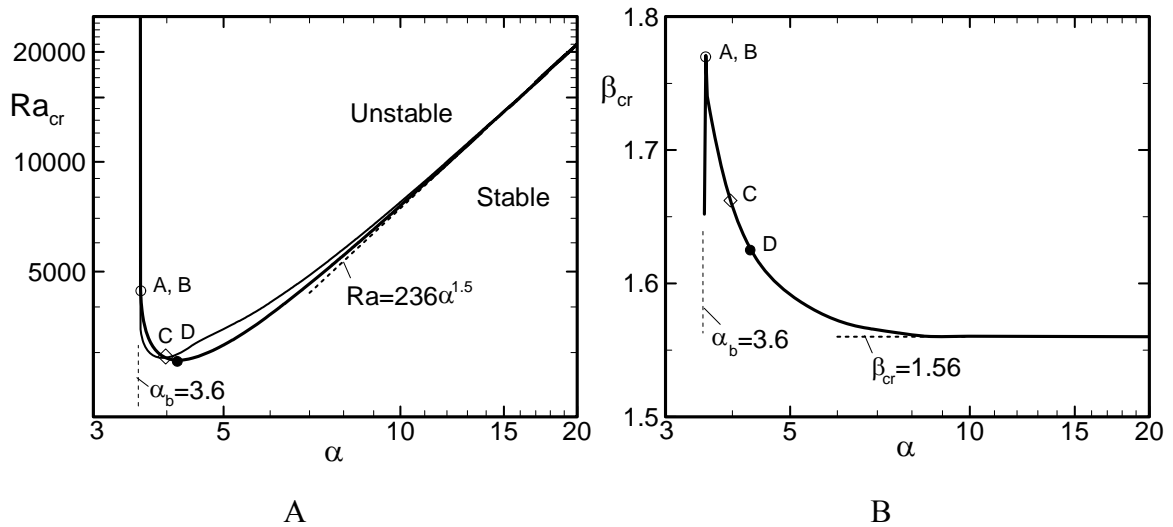 20000
Ra_cr
10000
5000
Unstable
Stable
A, B
C D
Ra=236α^1.5
α_b=3.6
3 5 10 15 20
α
A
1.8
β_cr
1.7
1.6
1.5
A, B
C
D
α_b=3.6
β_cr=1.56
3 5 10 15 20
α
B